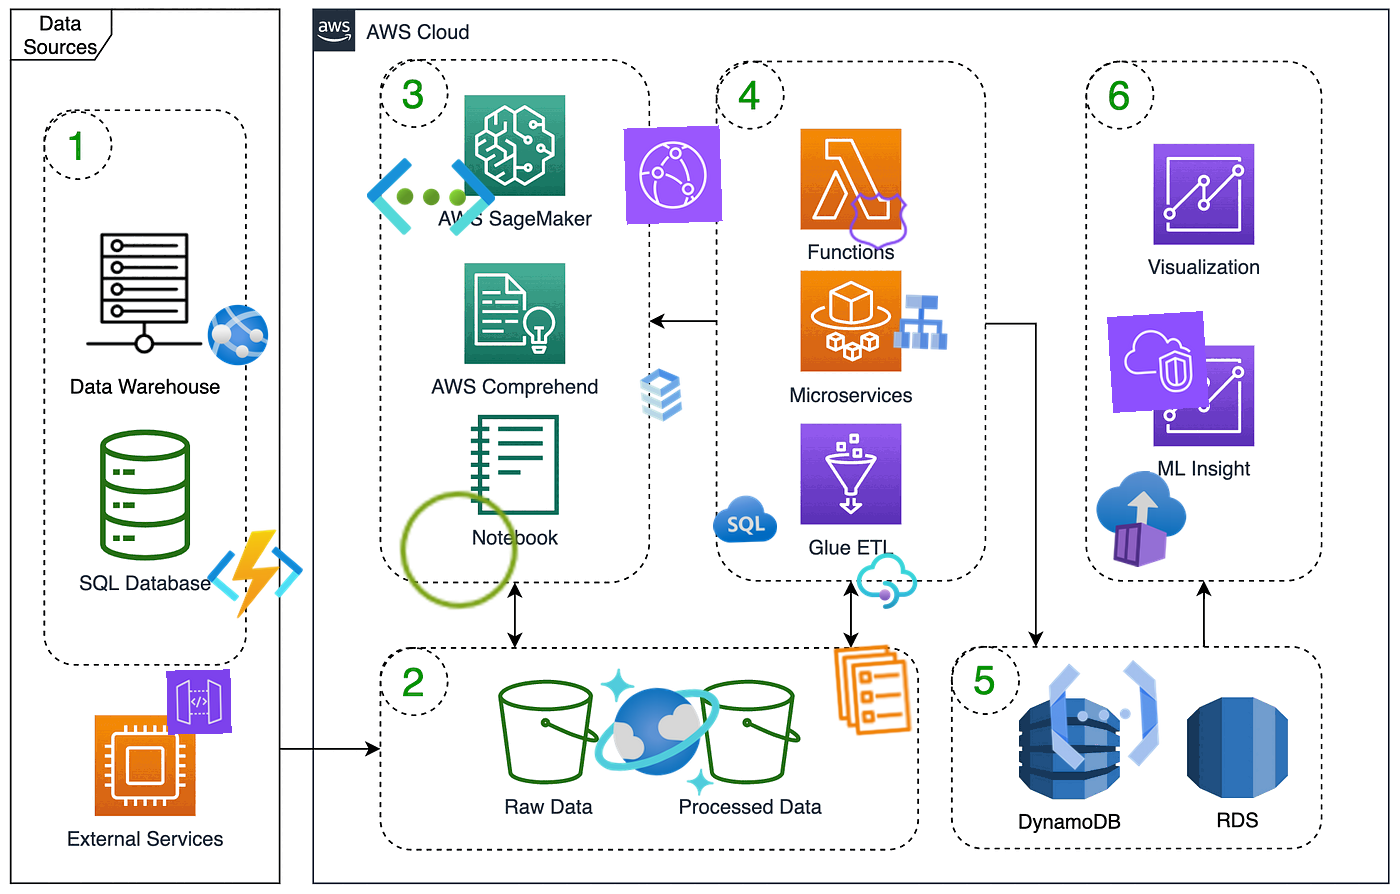 Data
Sources
aws
AWS Cloud
1
Data Warehouse
SQL Database
External Services
</>
3
AWS SageMaker
AWS Comprehend
Notebook
4
Functions
Microservices
SQL
Glue ETL
6
Visualization
ML Insight
2
Raw Data
Processed Data
5
DynamoDB
RDS